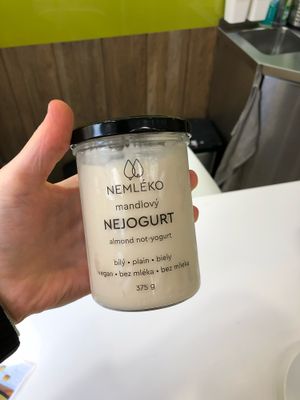 NEMLÉKO
mandlový
NEJOGURT
almond not-yogurt
bílý • plain • biely
vegan • bez mléka • bez mlieka
375 g